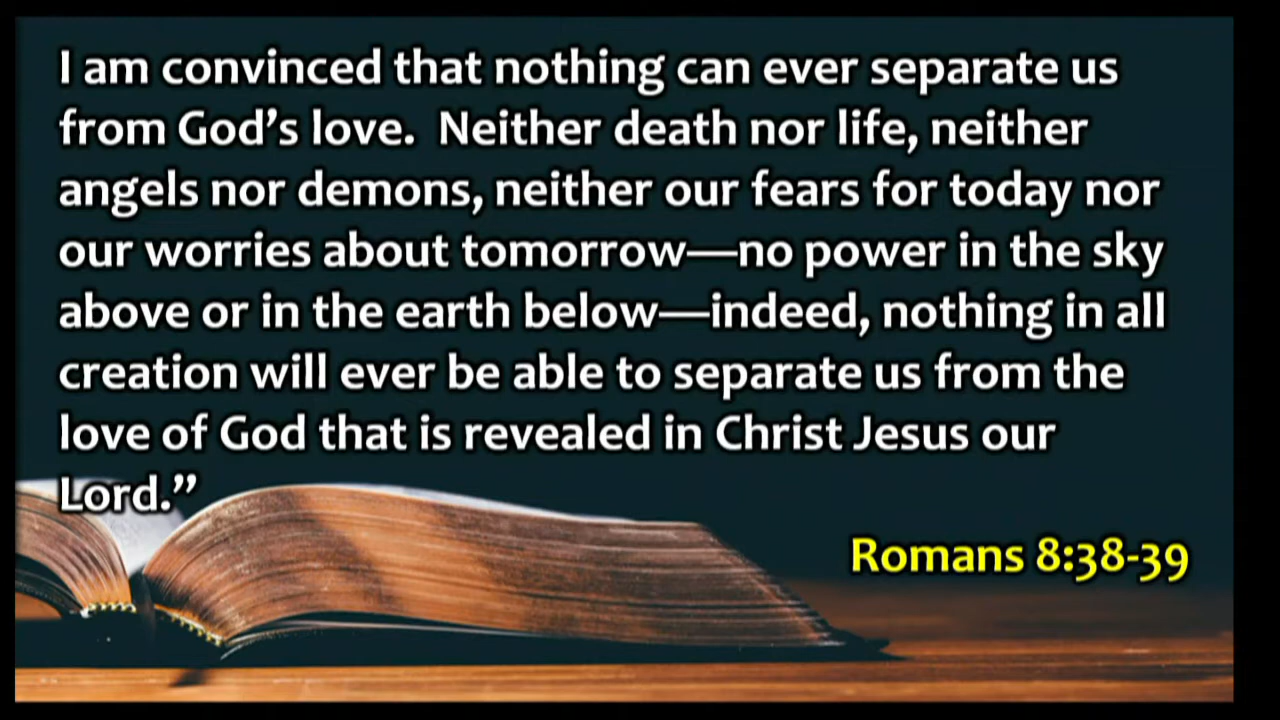 I am convinced that nothing can ever separate us
from God’s love.  Neither death nor life, neither
angels nor demons, neither our fears for today nor
our worries about tomorrow—no power in the sky
above or in the earth below—indeed, nothing in all
creation will ever be able to separate us from the
love of God that is revealed in Christ Jesus our
Lord.”
Romans 8:38-39